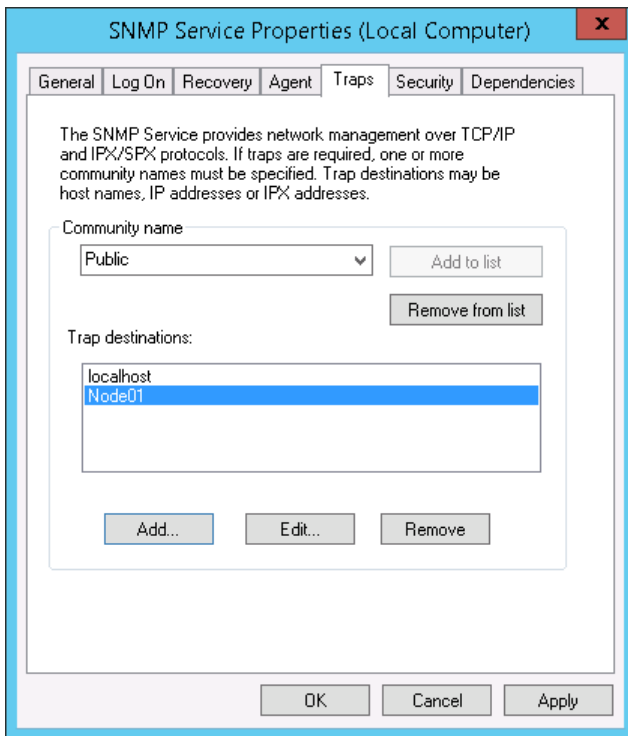 SNMP Service Properties (Local Computer)
x
General Log On Recovery Agent Traps Security Dependencies
The SNMP Service provides network management over TCP/IP
and IPX/SPX protocols. If traps are required, one or more
community names must be specified. Trap destinations may be
host names, IP addresses or IPX addresses.
Community name
Public
Add to list
Remove from list
Trap destinations:
localhost
Node01
Add... Edit... Remove
OK Cancel Apply